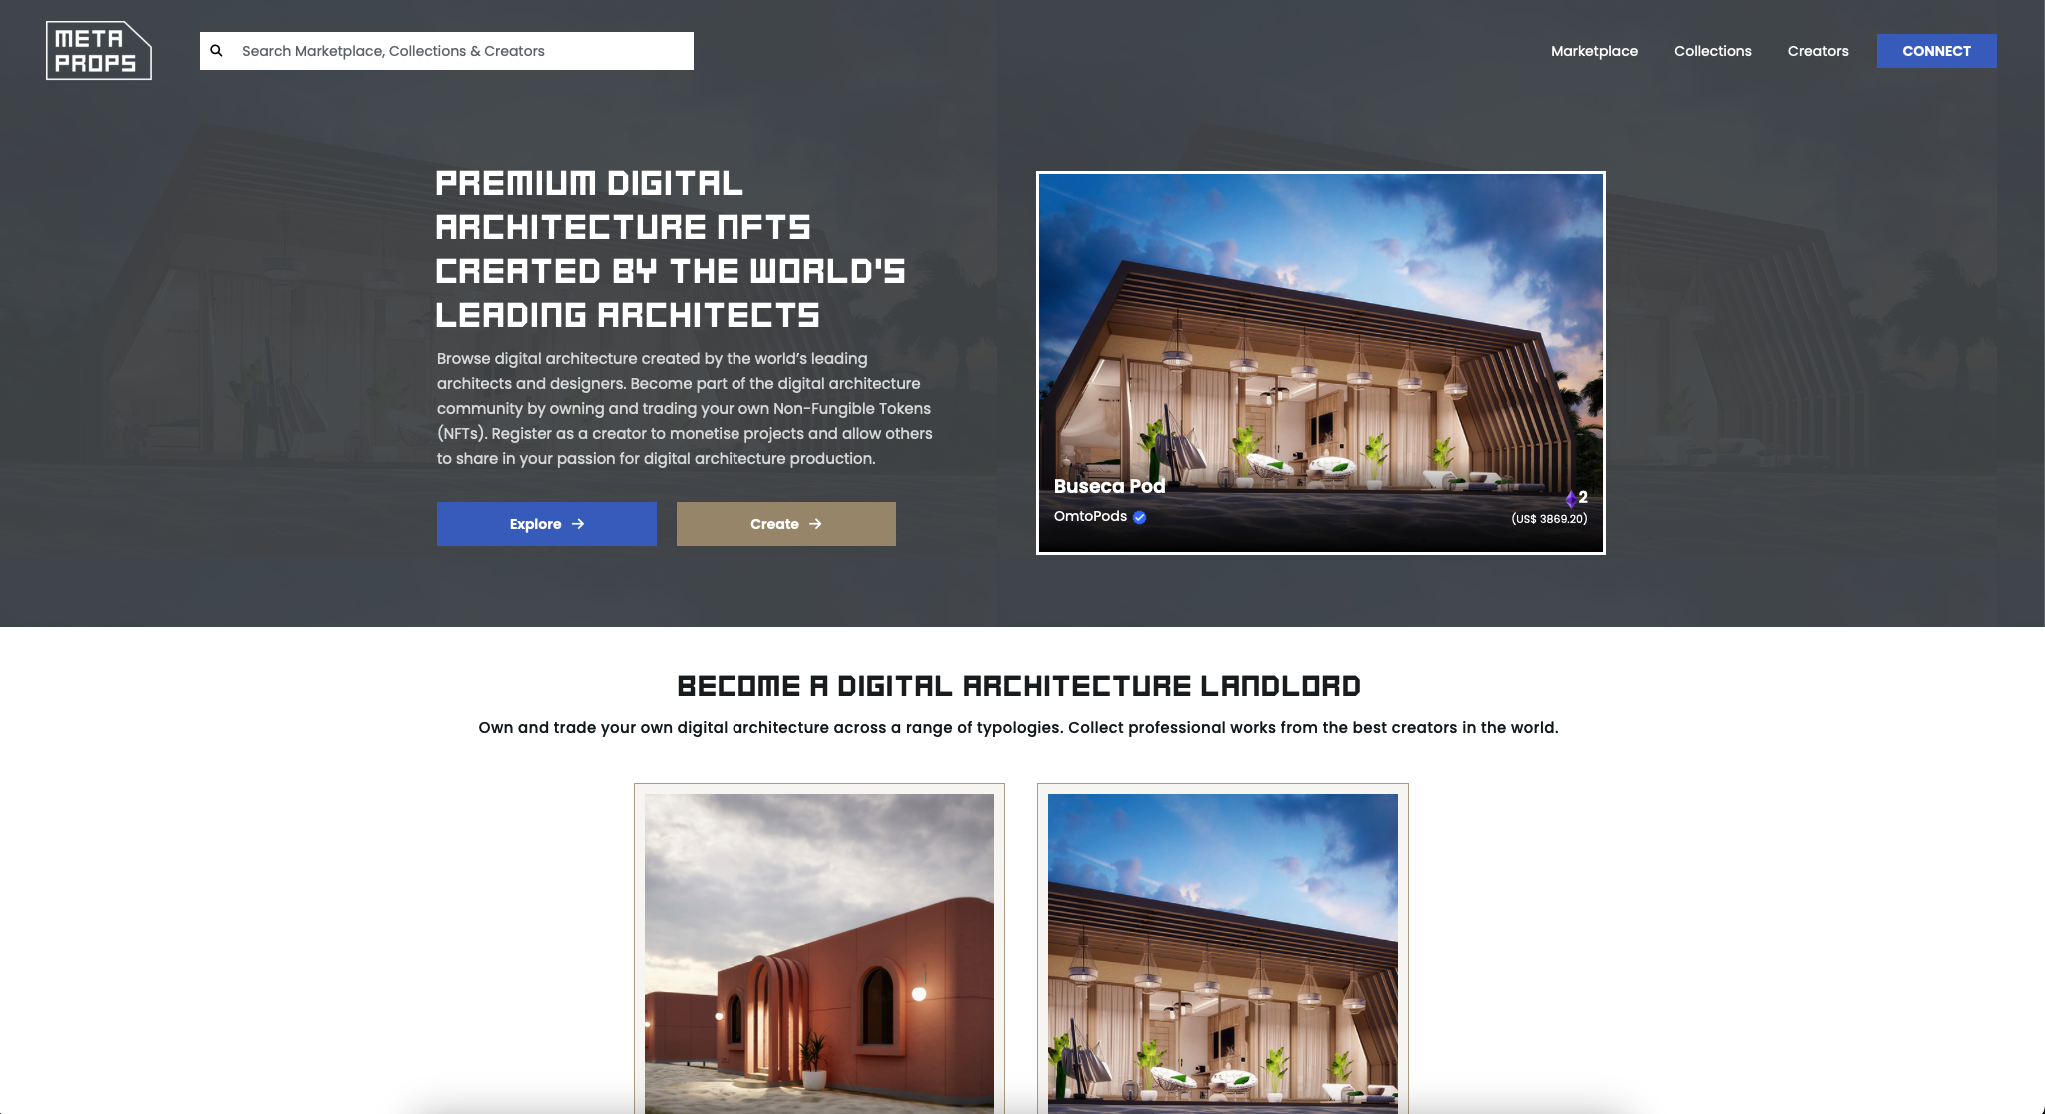 META
PROPS
Search Marketplace, Collections & Creators
Marketplace
Collections
Creators
CONNECT
PREMIUM DIGITAL
ARCHITECTURE NFTS
CREATED BY THE WORLD'S
LEADING ARCHITECTS
Browse digital architecture created by the world's leading
architects and designers. Become part of the digital architecture
community by owning and trading your own Non-Fungible Tokens
(NFTs). Register as a creator to monetise projects and allow others
to share in your passion for digital architecture production.
Explore →
Create →
Buseca Pod
OmtoPods
2
(US$ 3869.20)
BECOME A DIGITAL ARCHITECTURE LANDLORD
Own and trade your own digital architecture across a range of typologies. Collect professional works from the best creators in the world.